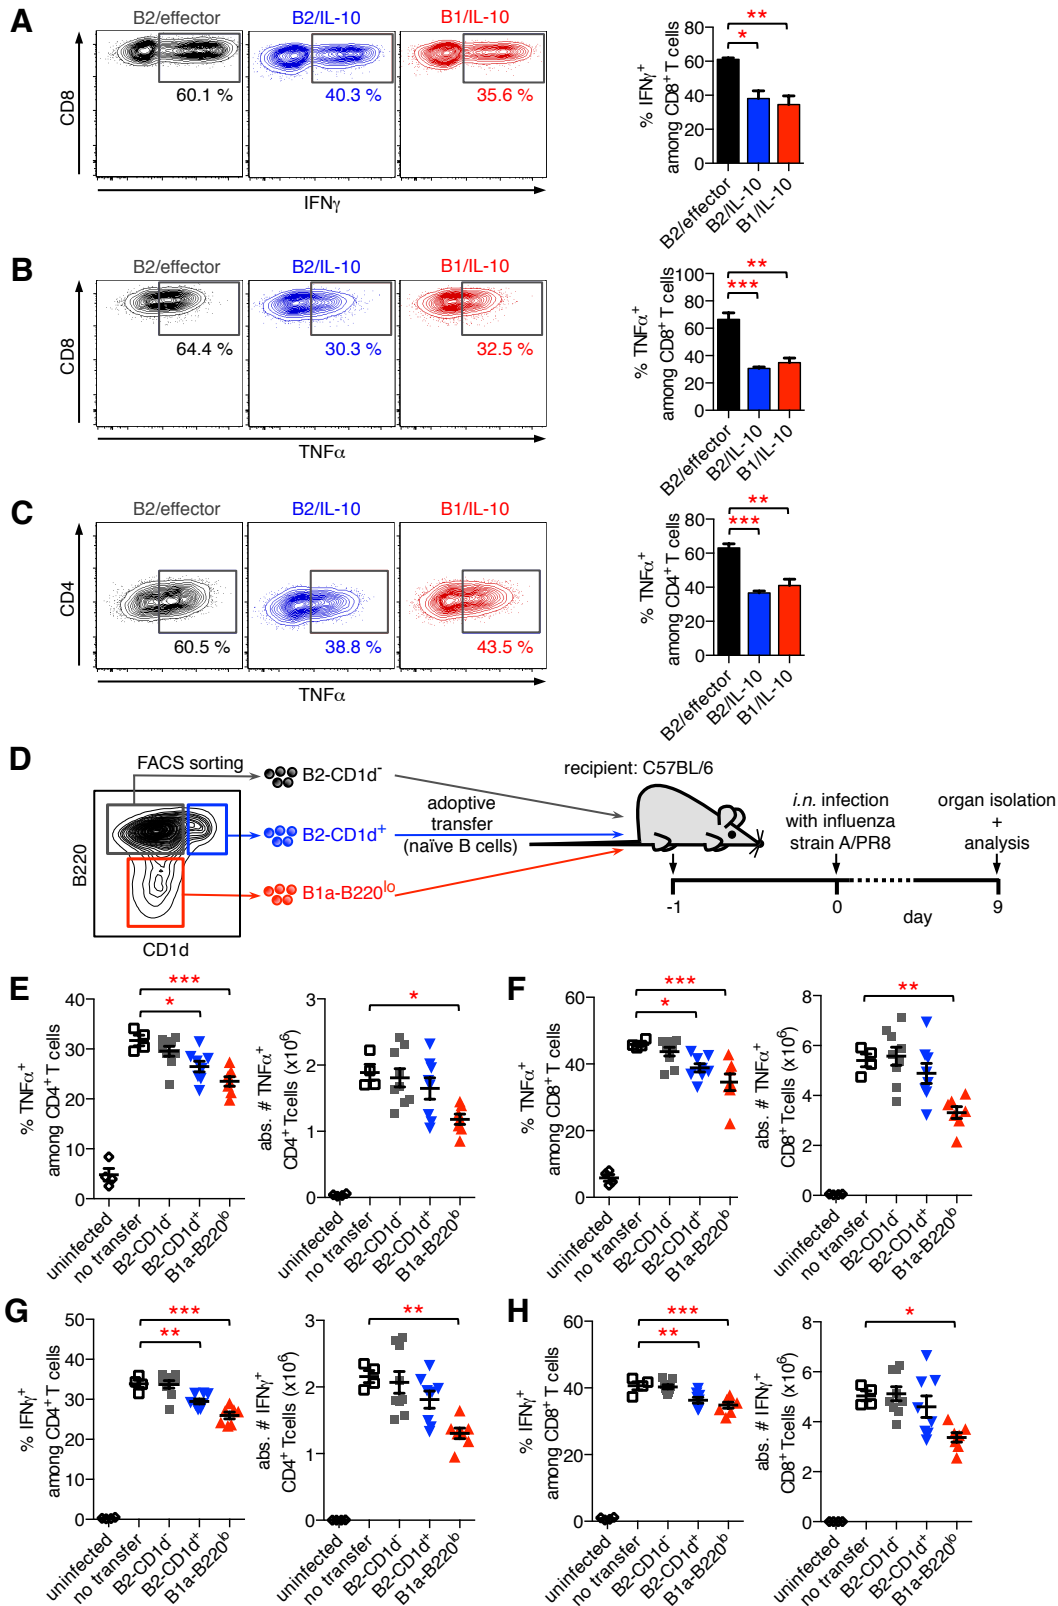 A
B2/effector
B2/IL-10
B1/IL-10
CD8
60.1 %
40.3 %
35.6 %
IFNγ
% IFNγ+
among CD8+ T cells
80
60
40
20
0
**
*
B2/effector
B2/IL-10
B1/IL-10
B
B2/effector
B2/IL-10
B1/IL-10
CD8
64.4 %
30.3 %
32.5 %
TNFα
% TNFα+
among CD8+ T cells
100
80
60
40
20
0
**
***
B2/effector
B2/IL-10
B1/IL-10
C
B2/effector
B2/IL-10
B1/IL-10
CD4
60.5 %
38.8 %
43.5 %
TNFα
% TNFα+
among CD4+ T cells
80
60
40
20
0
**
***
B2/effector
B2/IL-10
B1/IL-10
D
FACS sorting
B220
CD1d
B2-CD1d-
B2-CD1d+
B1a-B220lo
adoptive
transfer
(naïve B cells)
recipient: C57BL/6
i.n. infection
with influenza
strain A/PR8
organ isolation
+
analysis
-1
0
day
9
E
% TNFα+
among CD4+ T cells
40
30
20
10
0
***
*
uninfected
no transfer
B2-CD1d-
B2-CD1d+
B1a-B220lo
abs. # TNFα+
CD4+ Tcells (x106)
3
2
1
0
*
uninfected
no transfer
B2-CD1d-
B2-CD1d+
B1a-B220lo
F
% TNFα+
among CD8+ T cells
60
40
20
0
***
*
uninfected
no transfer
B2-CD1d-
B2-CD1d+
B1a-B220lo
abs. # TNFα+
CD8+ Tcells (x106)
8
6
4
2
0
**
uninfected
no transfer
B2-CD1d-
B2-CD1d+
B1a-B220lo
G
% IFNγ+
among CD4+ T cells
50
40
30
20
10
0
***
**
uninfected
no transfer
B2-CD1d-
B2-CD1d+
B1a-B220lo
abs. # IFNγ+
CD4+ Tcells (x106)
3
2
1
0
**
uninfected
no transfer
B2-CD1d-
B2-CD1d+
B1a-B220lo
H
% IFNγ+
among CD8+ T cells
60
40
20
0
***
**
uninfected
no transfer
B2-CD1d-
B2-CD1d+
B1a-B220lo
abs. # IFNγ+
CD8+ Tcells (x106)
8
6
4
2
0
*
uninfected
no transfer
B2-CD1d-
B2-CD1d+
B1a-B220lo